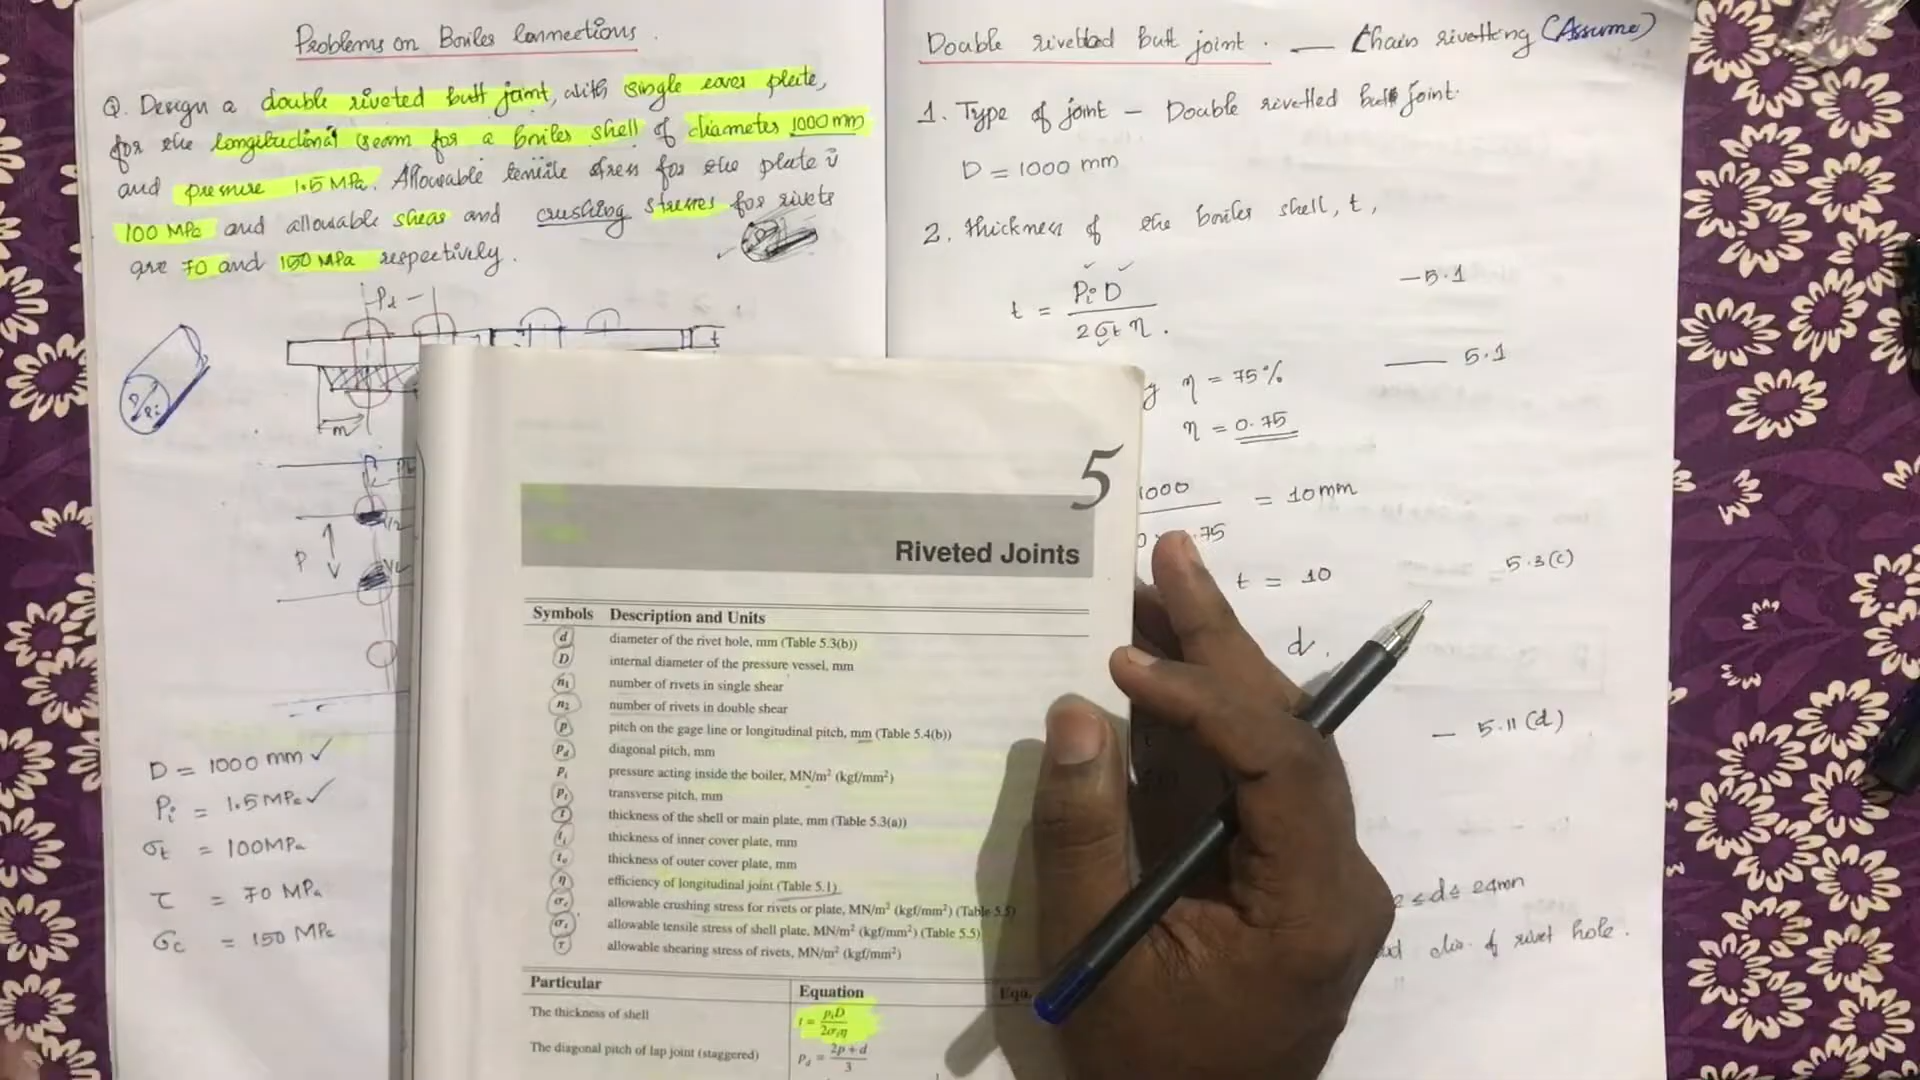 Problems on Boiler Connections.
Q. Design a double riveted butt joint, with single cover plate,
for the longitudinal seam for a boiler shell of diameter 1000 mm
and pressure 1.5 MPa. Allowable tensile stress for the plate is
100 MPa and allowable shear and crushing stresses for rivets
are 70 and 150 MPa respectively.
t
m
P
D = 1000 mm ✓
Pi = 1.5 MPa ✓
σt = 100MPa
τ = 70 MPa
σc = 150 MPa
Double rivetted butt joint. — Chain rivetting (Assume)
1. Type of joint – Double rivetted butt joint.
D = 1000 mm
2. thickness of the boiler shell, t,
t = Pi D / 2 σt η. — 5.1
η = 75% — 5.1
η = 0.75
1000
= 10mm
.75
t = 10
5.3(c)
d.
— 5.11 (d)
≤ d ≤ 24mm
dia. of rivet hole.
5
Riveted Joints
Symbols Description and Units
d diameter of the rivet hole, mm (Table 5.3(b))
D internal diameter of the pressure vessel, mm
n1 number of rivets in single shear
n2 number of rivets in double shear
p pitch on the gage line or longitudinal pitch, mm (Table 5.4(b))
pd diagonal pitch, mm
pi pressure acting inside the boiler, MN/m² (kgf/mm²)
pt transverse pitch, mm
t thickness of the shell or main plate, mm (Table 5.3(a))
ti thickness of inner cover plate, mm
to thickness of outer cover plate, mm
η efficiency of longitudinal joint (Table 5.1)
σc allowable crushing stress for rivets or plate, MN/m² (kgf/mm²) (Table 5.5)
σt allowable tensile stress of shell plate, MN/m² (kgf/mm²) (Table 5.5)
τ allowable shearing stress of rivets, MN/m² (kgf/mm²)
Particular Equation Eqn.
The thickness of shell t = piD / 2σtη
The diagonal pitch of lap joint (staggered) pd = 2p + d / 3